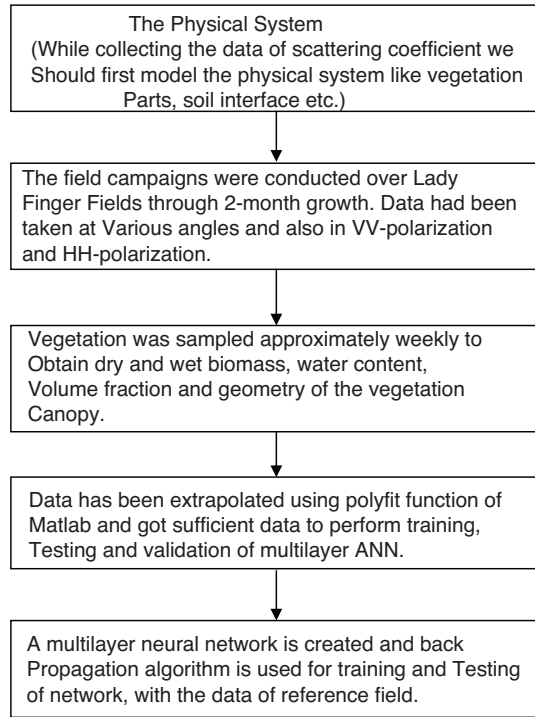 The Physical System
(While collecting the data of scattering coefficient we
Should first model the physical system like vegetation
Parts, soil interface etc.)
The field campaigns were conducted over Lady
Finger Fields through 2-month growth. Data had been
taken at Various angles and also in VV-polarization
and HH-polarization.
Vegetation was sampled approximately weekly to
Obtain dry and wet biomass, water content,
Volume fraction and geometry of the vegetation
Canopy.
Data has been extrapolated using polyfit function of
Matlab and got sufficient data to perform training,
Testing and validation of multilayer ANN.
A multilayer neural network is created and back
Propagation algorithm is used for training and Testing
of network, with the data of reference field.